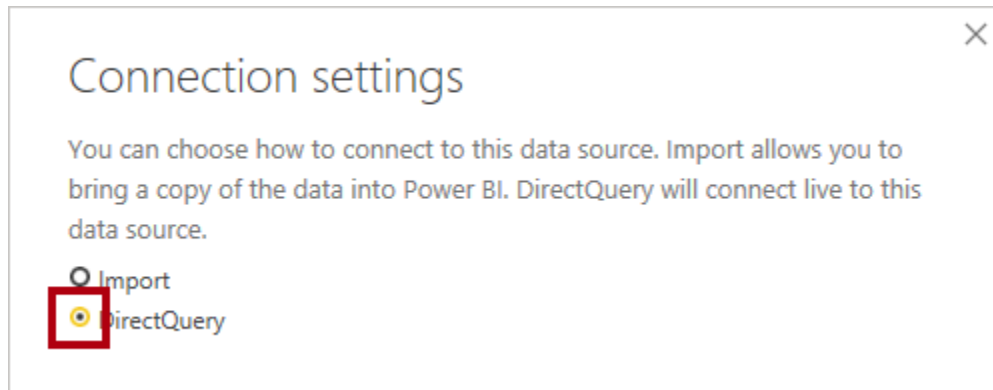 Connection settings
You can choose how to connect to this data source. Import allows you to
bring a copy of the data into Power BI. DirectQuery will connect live to this
data source.
Import
DirectQuery